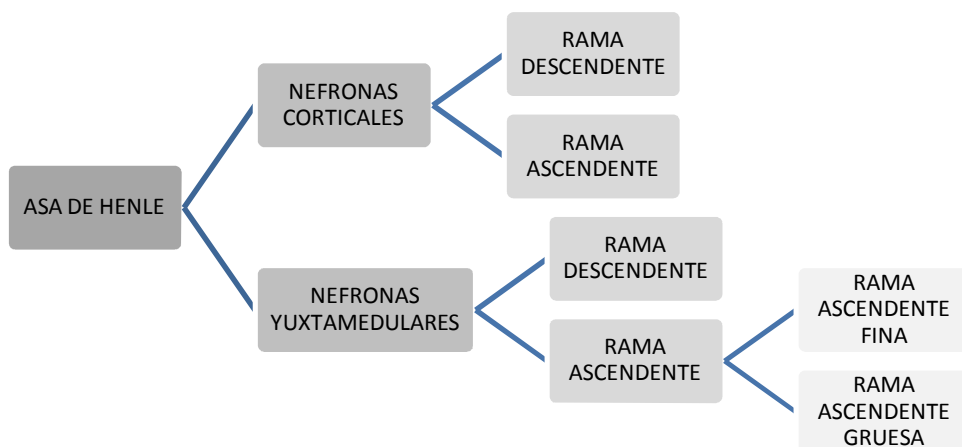 ASA DE HENLE
NEFRONAS
CORTICALES
RAMA
DESCENDENTE
RAMA
ASCENDENTE
NEFRONAS
YUXTAMEDULARES
RAMA
DESCENDENTE
RAMA
ASCENDENTE
RAMA
ASCENDENTE
FINA
RAMA
ASCENDENTE
GRUESA